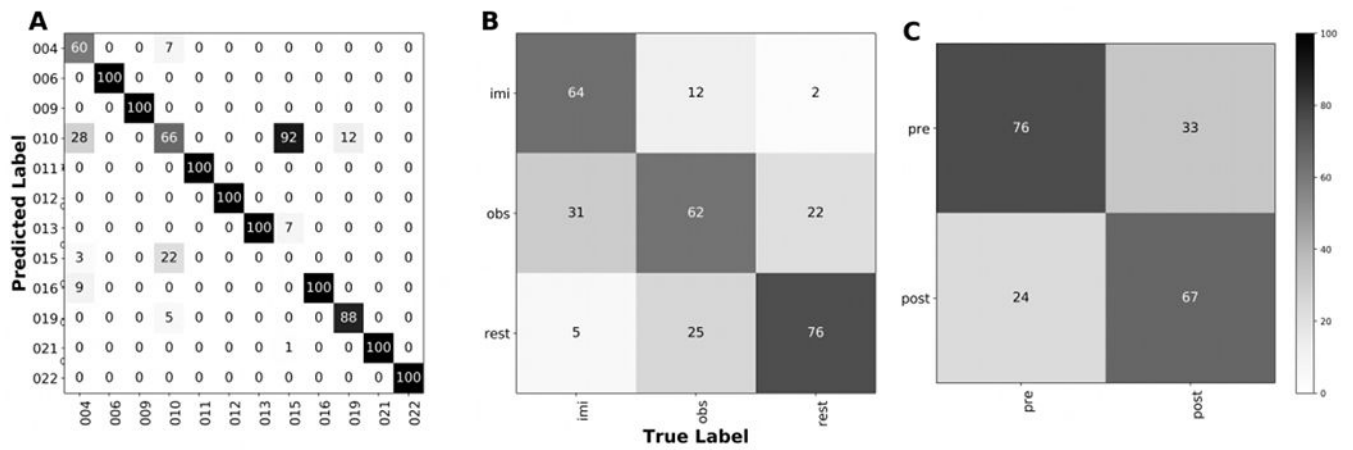 A
Predicted Label
004 60 0 0 7 0 0 0 0 0 0 0 0
006 0 100 0 0 0 0 0 0 0 0 0 0
009 0 0 100 0 0 0 0 0 0 0 0 0
010 28 0 0 66 0 0 0 92 0 12 0 0
011 0 0 0 0 100 0 0 0 0 0 0 0
012 0 0 0 0 0 100 0 0 0 0 0 0
013 0 0 0 0 0 0 100 7 0 0 0 0
015 3 0 0 22 0 0 0 0 0 0 0 0
016 9 0 0 0 0 0 0 0 100 0 0 0
019 0 0 0 5 0 0 0 0 0 88 0 0
021 0 0 0 0 0 0 0 1 0 0 100 0
022 0 0 0 0 0 0 0 0 0 0 0 100
004 006 009 010 011 012 013 015 016 019 021 022
B
imi 64 12 2
obs 31 62 22
rest 5 25 76
imi obs rest
True Label
C
pre 76 33
post 24 67
pre post
100
80
60
40
20
0